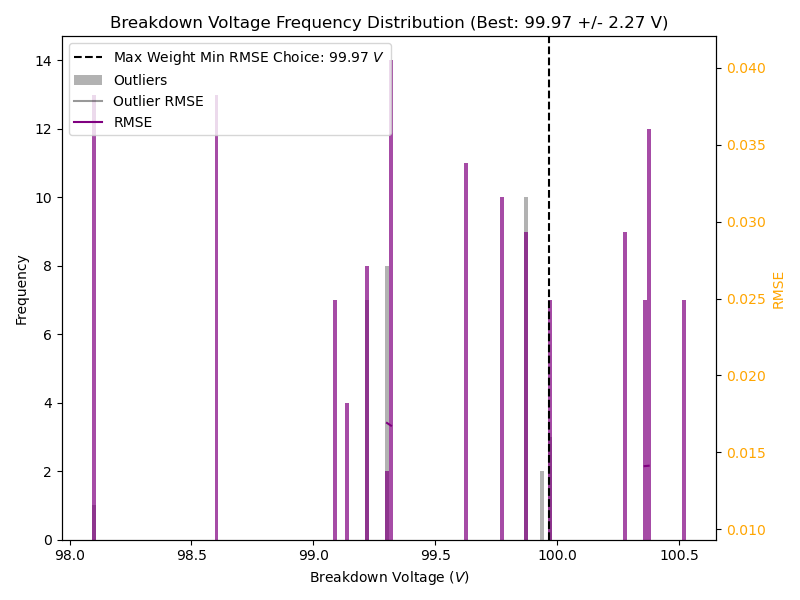 Breakdown Voltage Frequency Distribution (Best: 99.97 +/- 2.27 V)
Max Weight Min RMSE Choice: 99.97 V
Outliers
Outlier RMSE
RMSE
14
12
10
8
6
4
2
0
Frequency
98.0 98.5 99.0 99.5 100.0 100.5
Breakdown Voltage (V)
0.040
0.035
0.030
0.025
0.020
0.015
0.010
RMSE